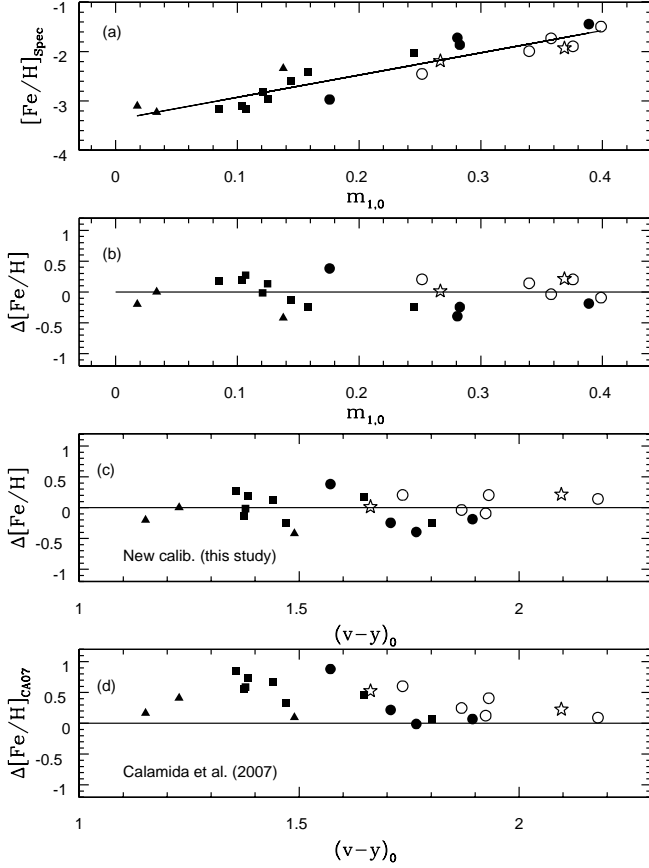 (a)
[Fe/H]Spec
-1
-2
-3
-4
0 0.1 0.2 0.3 0.4
m1,0
(b)
Δ[Fe/H]
1
0.5
0
-0.5
-1
0 0.1 0.2 0.3 0.4
m1,0
(c)
Δ[Fe/H]
1
0.5
0
-0.5
-1
New calib. (this study)
1 1.5 2
(v−y)0
(d)
Δ[Fe/H]CA07
1
0.5
0
-0.5
-1
Calamida et al. (2007)
1 1.5 2
(v−y)0